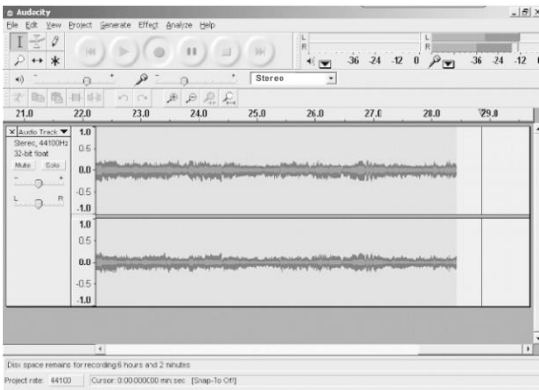 Audacity
File Edit View Project Generate Effect Analyze Help
L
R
-36 -24 -12 0
L
R
-36 -24 -12 0
Stereo
21.0 22.0 23.0 24.0 25.0 26.0 27.0 28.0 29.0
Audio Track
Stereo, 44100Hz
32-bit float
Mute Solo
- +
L R
1.0
0.5
0.0
-0.5
-1.0
1.0
0.5
0.0
-0.5
-1.0
Disk space remains for recording 6 hours and 2 minutes
Project rate: 44100 Cursor: 0:00.000000 min:sec [Snap-To Off]